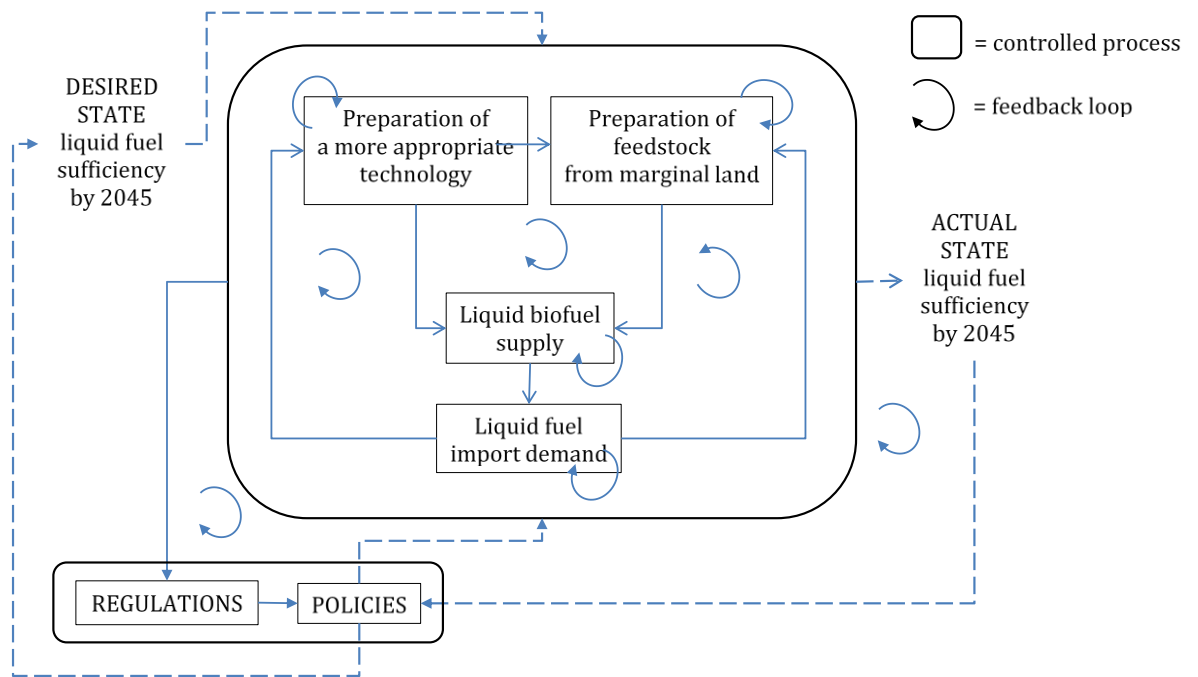 = controlled process
= feedback loop
DESIRED
STATE
liquid fuel
sufficiency
by 2045
Preparation of
a more appropriate
technology
Preparation of
feedstock
from marginal land
ACTUAL
STATE
liquid fuel
sufficiency
by 2045
Liquid biofuel
supply
Liquid fuel
import demand
REGULATIONS
POLICIES